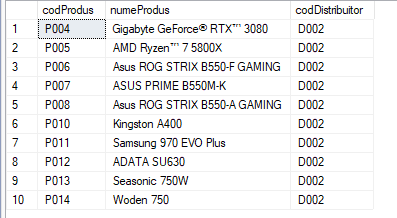 codProdus numeProdus codDistribuitor
1 P004 Gigabyte GeForce® RTX™ 3080 D002
2 P005 AMD Ryzen™ 7 5800X D002
3 P006 Asus ROG STRIX B550-F GAMING D002
4 P007 ASUS PRIME B550M-K D002
5 P008 Asus ROG STRIX B550-A GAMING D002
6 P010 Kingston A400 D002
7 P011 Samsung 970 EVO Plus D002
8 P012 ADATA SU630 D002
9 P013 Seasonic 750W D002
10 P014 Woden 750 D002